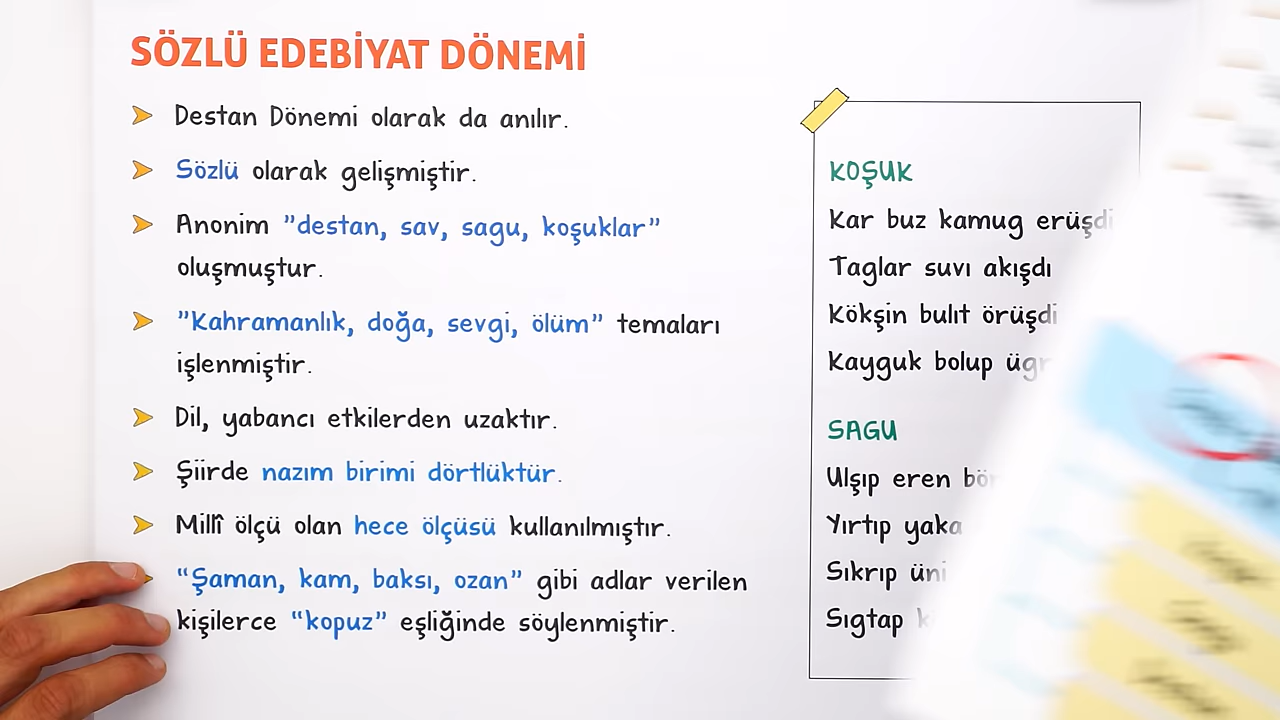 SÖZLÜ EDEBİYAT DÖNEMİ
Destan Dönemi olarak da anılır.
Sözlü olarak gelişmiştir.
Anonim ”destan, sav, sagu, koşuklar”
oluşmuştur.
”Kahramanlık, doğa, sevgi, ölüm” temaları
işlenmiştir.
Dil, yabancı etkilerden uzaktır.
Şiirde nazım birimi dörtlüktür.
Millî ölçü olan hece ölçüsü kullanılmıştır.
“Şaman, kam, baksı, ozan” gibi adlar verilen
kişilerce “kopuz” eşliğinde söylenmiştir.
KOŞUK
Kar buz kamug erüşdi
Taglar suvı akışdı
Kökşin bulıt örüşdi
Kayguk bolup
SAGU
Ulşıp eren
Yırtıp yaka
Sıkrıp
Sıgtap